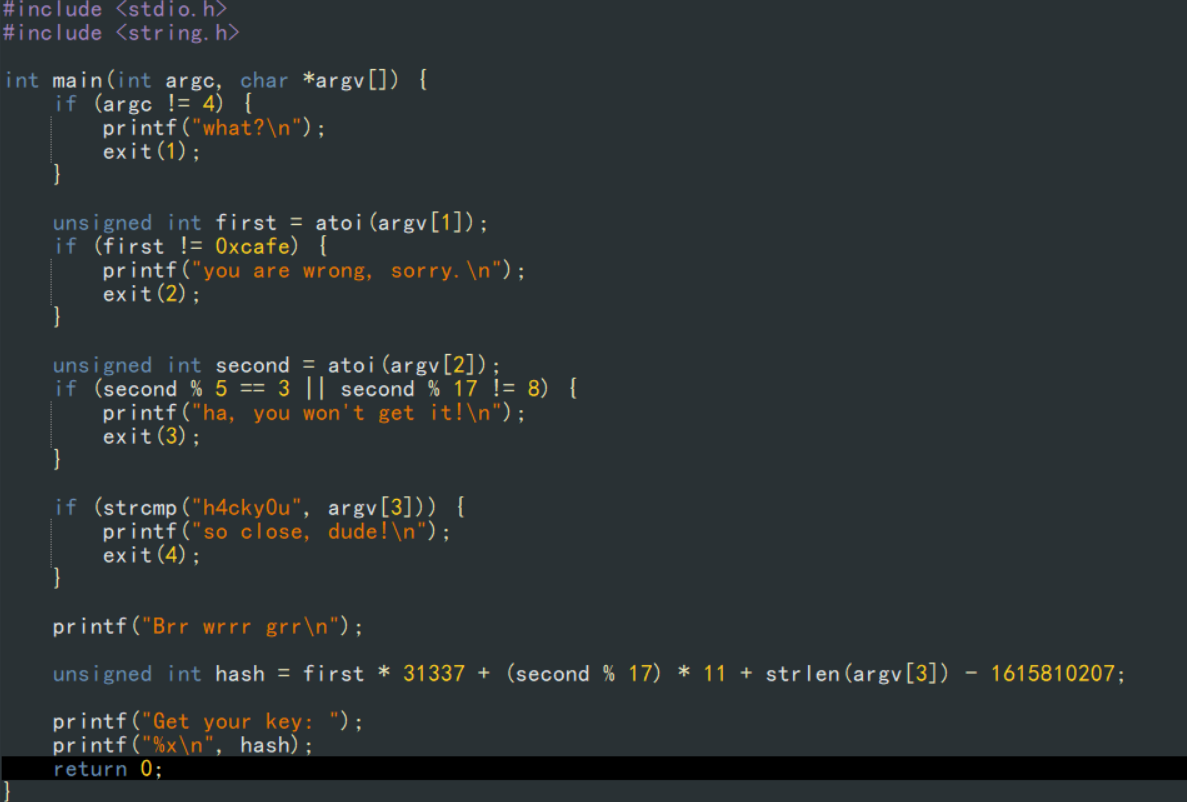 #include <stdio.h>
#include <string.h>
int main(int argc, char *argv[]) {
if (argc != 4) {
printf("what?\n");
exit(1);
}
unsigned int first = atoi(argv[1]);
if (first != 0xcafe) {
printf("you are wrong, sorry.\n");
exit(2);
}
unsigned int second = atoi(argv[2]);
if (second % 5 == 3 || second % 17 != 8) {
printf("ha, you won't get it!\n");
exit(3);
}
if (strcmp("h4cky0u", argv[3])) {
printf("so close, dude!\n");
exit(4);
}
printf("Brr wrrr grr\n");
unsigned int hash = first * 31337 + (second % 17) * 11 + strlen(argv[3]) - 1615810207;
printf("Get your key: ");
printf("%x\n", hash);
return 0;
}